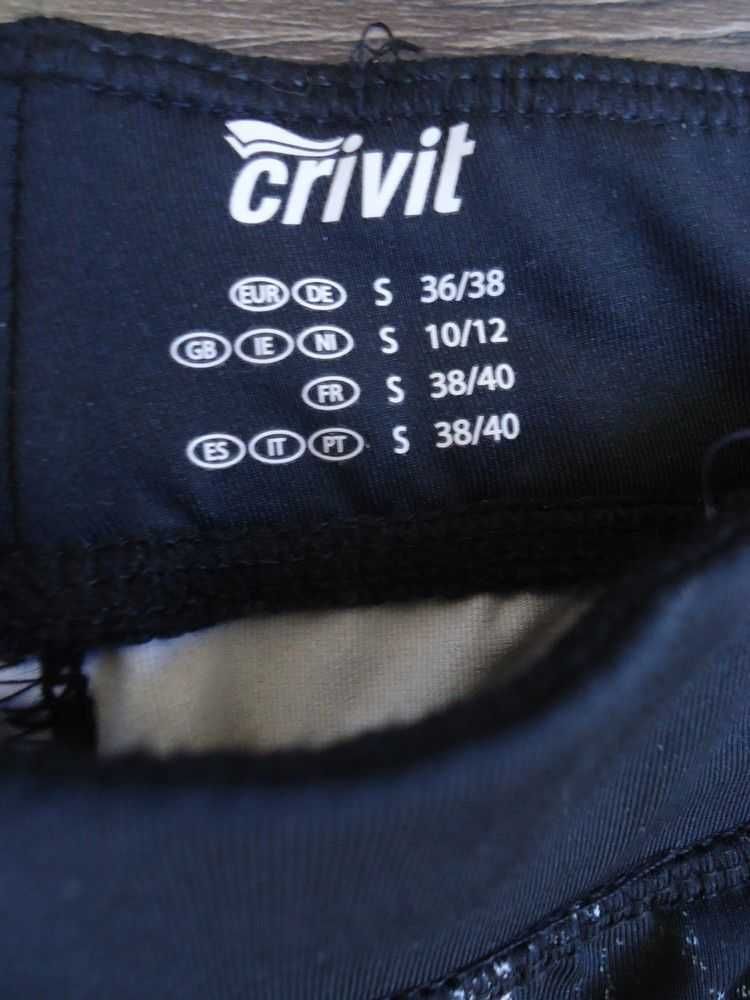 crivit
EUR DE S 36/38
GB IE NI S 10/12
FR S 38/40
ES IT PT S 38/40